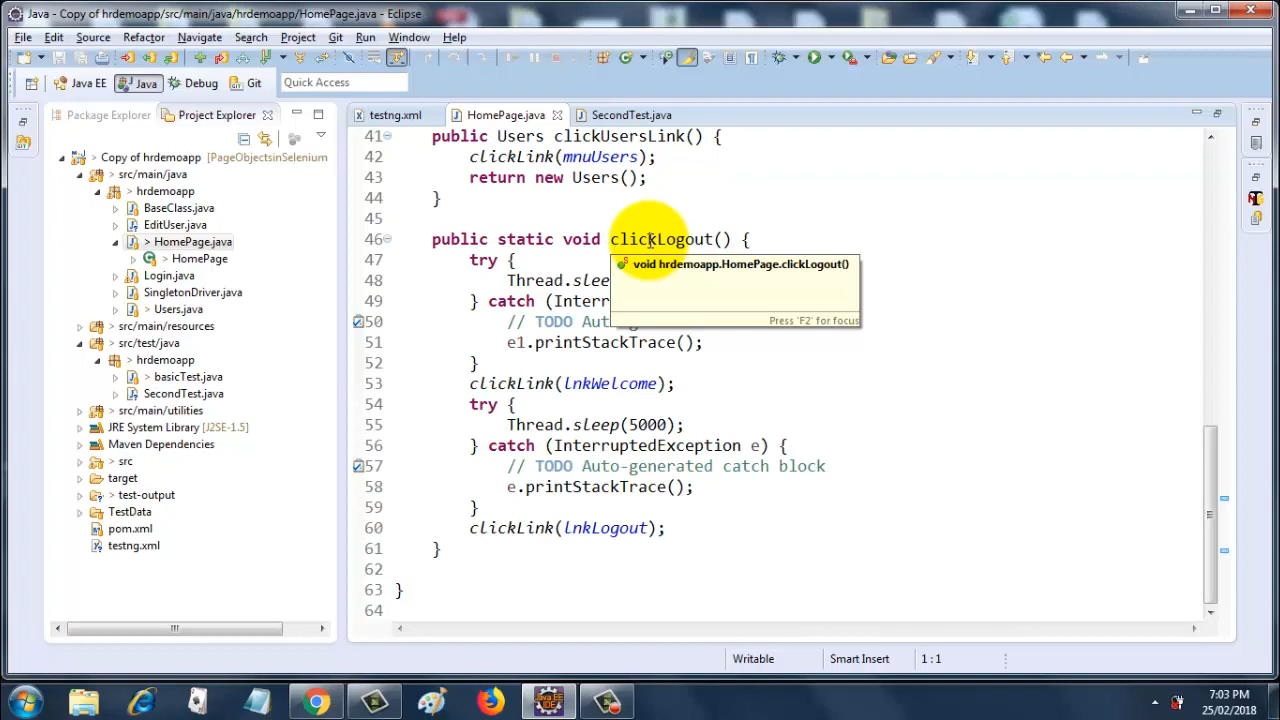 Java - Copy of hrdemoapp/src/main/java/hrdemoapp/HomePage.java - Eclipse
File Edit Source Refactor Navigate Search Project Git Run Window Help
Java EE Java Debug Git Quick Access
Package Explorer Project Explorer
testng.xml HomePage.java SecondTest.java
> Copy of hrdemoapp [PageObjectsinSelenium
src/main/java
> hrdemoapp
BaseClass.java
EditUser.java
> HomePage.java
> HomePage
Login.java
SingletonDriver.java
> Users.java
> src/main/resources
src/test/java
hrdemoapp
> basicTest.java
SecondTest.java
> src/main/utilities
JRE System Library [J2SE-1.5]
Maven Dependencies
> src
target
> test-output
TestData
pom.xml
testng.xml
41 public Users clickUsersLink() {
42 clickLink(mnuUsers);
43 return new Users();
44 }
45
46 public static void clickLogout() {
47 try {
void hrdemoapp.HomePage.clickLogout()
48 Thread.slee
49 } catch (Interr
50 // TODO Aut
Press 'F2' for focus
51 e1.printStackTrace();
52 }
53 clickLink(lnkWelcome);
54 try {
55 Thread.sleep(5000);
56 } catch (InterruptedException e) {
57 // TODO Auto-generated catch block
58 e.printStackTrace();
59 }
60 clickLink(lnkLogout);
61 }
62
63 }
64
Writable Smart Insert 1 : 1
7:03 PM
25/02/2018